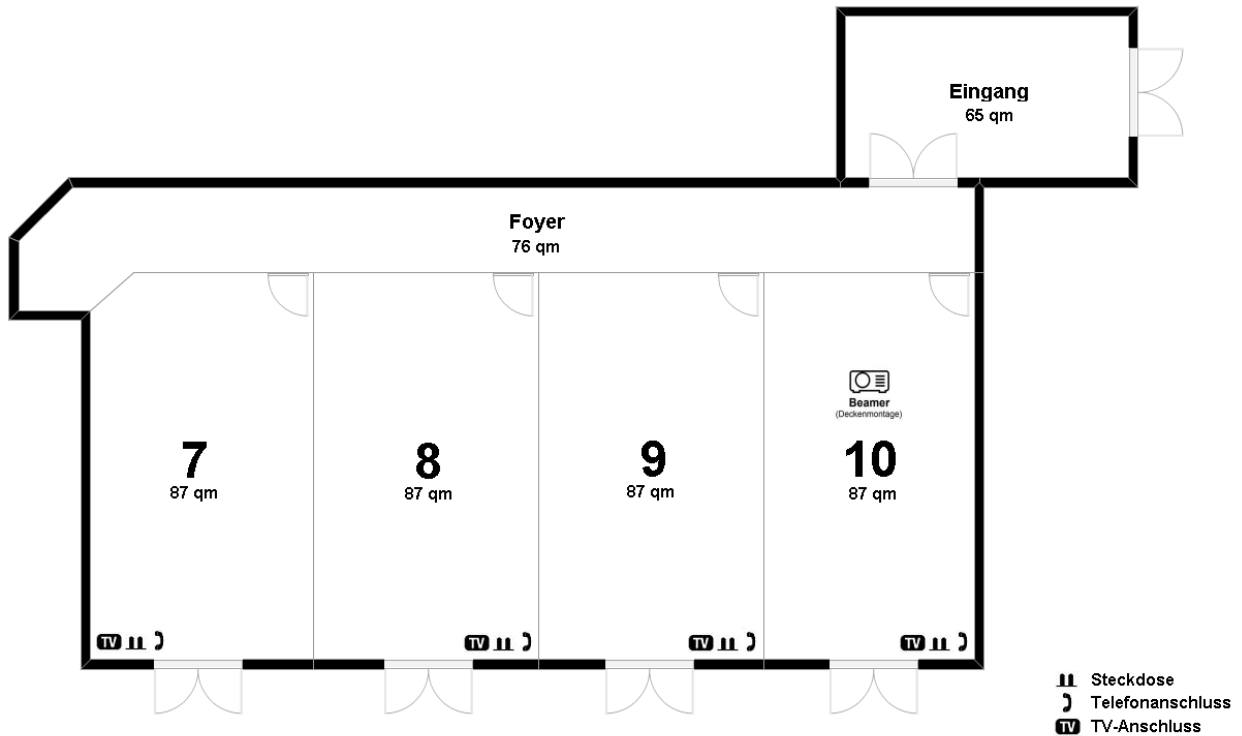 Eingang
65 qm
Foyer
76 qm
Beamer
(Deckenmontage)
7
87 qm
8
87 qm
9
87 qm
10
87 qm
TV
TV
TV
TV
Steckdose
Telefonanschluss
TV TV-Anschluss